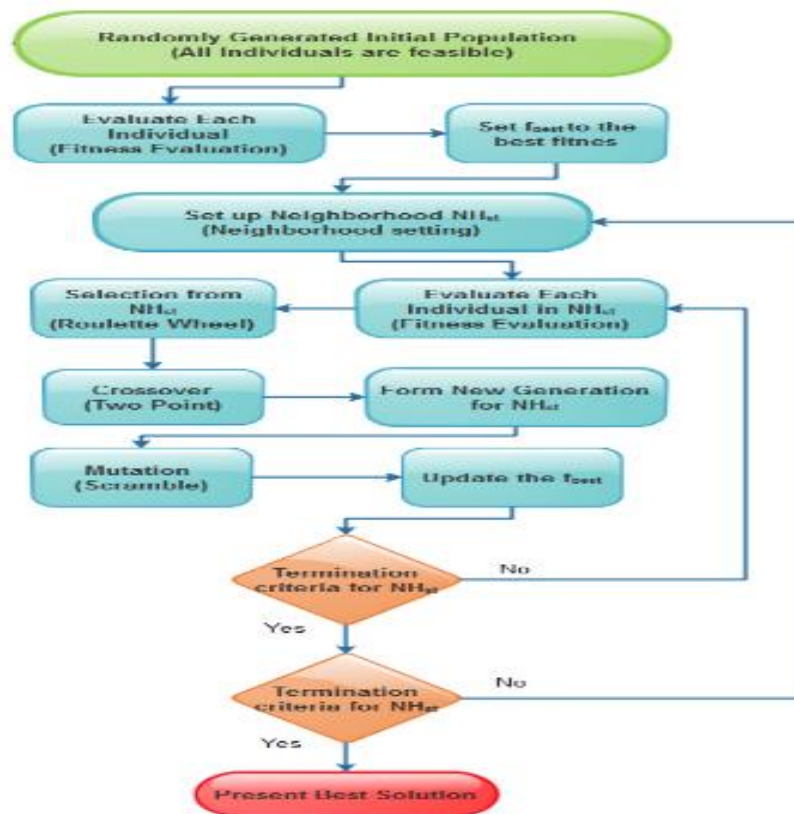 Randomly Generated Initial Population
(All Individuals are feasible)
Evaluate Each
Individual
(Fitness Evaluation)
Set fbest to the
best fitnes
Set up Neighborhood
(Neighborhood setting)
Selection from
(Roulette Wheel)
Evaluate Each
Individual in
(Fitness Evaluation)
Crossover
(Two Point)
Form New Generation
for
Mutation
(Scramble)
Update the fbest
Termination
criteria for
No
Yes
Termination
criteria for
No
Yes
Present Best Solution